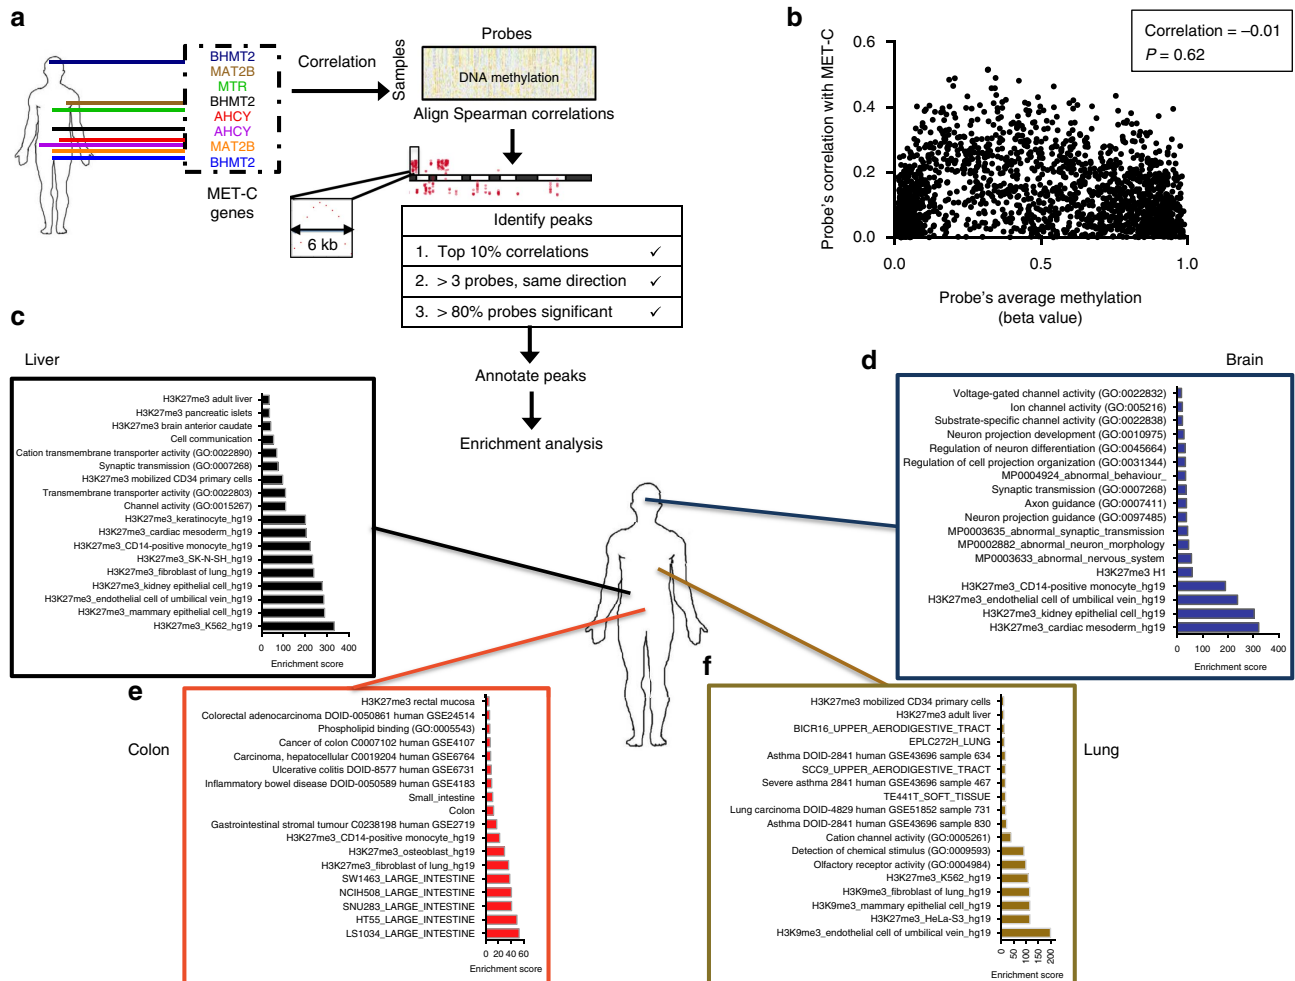 a
BHMT2
MAT2B
MTR
BHMT2
AHCY
AHCY
MAT2B
BHMT2
MET-C
genes
Correlation
Samples
Probes
DNA methylation
Align Spearman correlations
6 kb
Identify peaks
1. Top 10% correlations ✓
2. > 3 probes, same direction ✓
3. > 80% probes significant ✓
Annotate peaks
Enrichment analysis
b
Correlation = –0.01
P = 0.62
Probe's correlation with MET-C
0.6
0.4
0.2
0.0
0.0 0.5 1.0
Probe's average methylation
(beta value)
c
Liver
H3K27me3 adult liver
H3K27me3 pancreatic islets
H3K27me3 brain anterior caudate
Cell communication
Cation transmembrane transporter activity (GO:0022890)
Synaptic transmission (GO:0007268)
H3K27me3 mobilized CD34 primary cells
Transmembrane transporter activity (GO:0022803)
Channel activity (GO:0015267)
H3K27me3_keratinocyte_hg19
H3K27me3_cardiac mesoderm_hg19
H3K27me3_CD14-positive monocyte_hg19
H3K27me3_SK-N-SH_hg19
H3K27me3_fibroblast of lung_hg19
H3K27me3_kidney epithelial cell_hg19
H3K27me3_endothelial cell of umbilical vein_hg19
H3K27me3_mammary epithelial cell_hg19
H3K27me3_K562_hg19
0 100 200 300 400
Enrichment score
d
Brain
Voltage-gated channel activity (GO:0022832)
Ion channel activity (GO:005216)
Substrate-specific channel activity (GO:0022838)
Neuron projection development (GO:0010975)
Regulation of neuron differentiation (GO:0045664)
Regulation of cell projection organization (GO:0031344)
MP0004924_abnormal_behaviour_
Synaptic transmission (GO:0007268)
Axon guidance (GO:0007411)
Neuron projection guidance (GO:0097485)
MP0003635_abnormal_synaptic_transmission
MP0002882_abnormal_neuron_morphology
MP0003633_abnormal_nervous_system
H3K27me3 H1
H3K27me3_CD14-positive monocyte_hg19
H3K27me3_endothelial cell of umbilical vein_hg19
H3K27me3_kidney epithelial cell_hg19
H3K27me3_cardiac mesoderm_hg19
0 100 200 300 400
Enrichment score
e
Colon
H3K27me3 rectal mucosa
Colorectal adenocarcinoma DOID-0050861 human GSE24514
Phospholipid binding (GO:0005543)
Cancer of colon C0007102 human GSE4107
Carcinoma, hepatocellular C0019204 human GSE6764
Ulcerative colitis DOID-8577 human GSE6731
Inflammatory bowel disease DOID-0050589 human GSE4183
Small_intestine
Colon
Gastrointestinal stromal tumour C0238198 human GSE2719
H3K27me3_CD14-positive monocyte_hg19
H3K27me3_osteoblast_hg19
H3K27me3_fibroblast of lung_hg19
SW1463_LARGE_INTESTINE
NCIH508_LARGE_INTESTINE
SNU283_LARGE_INTESTINE
HT55_LARGE_INTESTINE
LS1034_LARGE_INTESTINE
0 20 40 60
Enrichment score
f
Lung
H3K27me3 mobilized CD34 primary cells
H3K27me3 adult liver
BICR16_UPPER_AERODIGESTIVE_TRACT
EPLC272H_LUNG
Asthma DOID-2841 human GSE43696 sample 634
SCC9_UPPER_AERODIGESTIVE_TRACT
Severe asthma 2841 human GSE43696 sample 467
TE441T_SOFT_TISSUE
Lung carcinoma DOID-4829 human GSE51852 sample 731
Asthma DOID-2841 human GSE43696 sample 830
Cation channel activity (GO:0005261)
Detection of chemical stimulus (GO:0009593)
Olfactory receptor activity (GO:0004984)
H3K27me3_K562_hg19
H3K9me3_fibroblast of lung_hg19
H3K9me3_mammary epithelial cell_hg19
H3K27me3_HeLa-S3_hg19
H3K9me3_endothelial cell of umbilical vein_hg19
0 50 100 150 200
Enrichment score